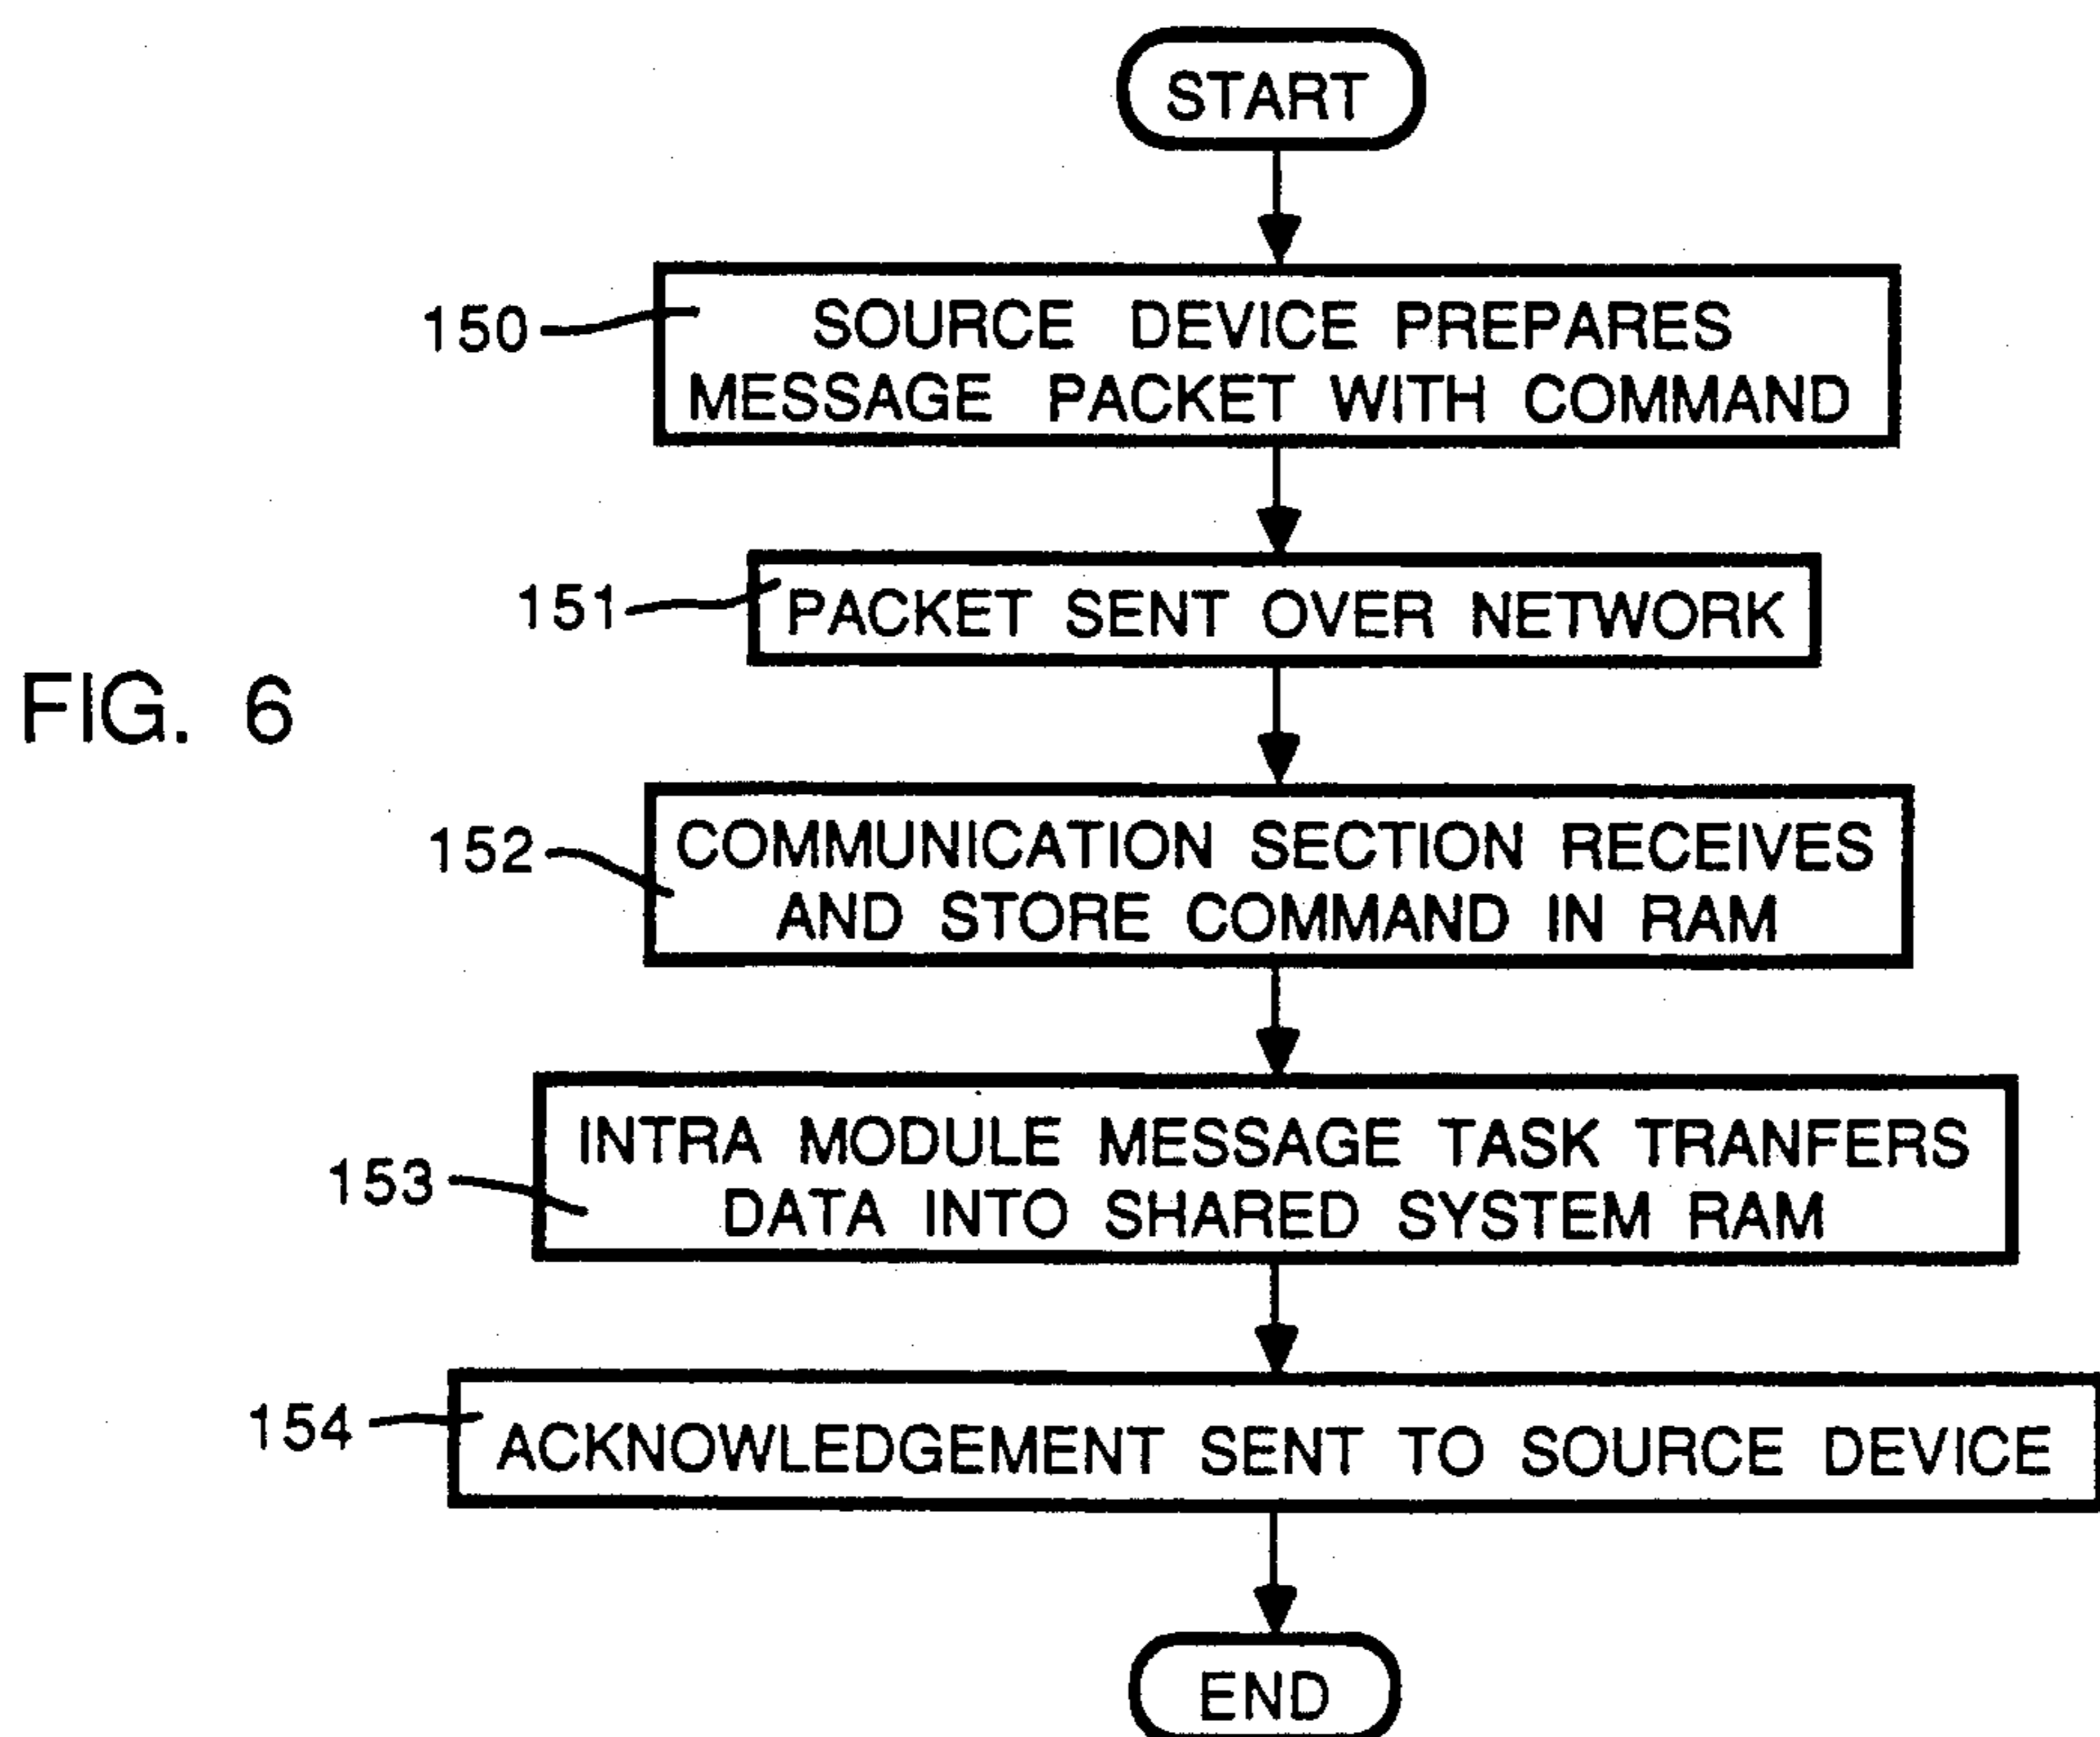 START
150
SOURCE DEVICE PREPARES
MESSAGE PACKET WITH COMMAND
151
PACKET SENT OVER NETWORK
FIG. 6
152
COMMUNICATION SECTION RECEIVES
AND STORE COMMAND IN RAM
153
INTRA MODULE MESSAGE TASK TRANFERS
DATA INTO SHARED SYSTEM RAM
154
ACKNOWLEDGEMENT SENT TO SOURCE DEVICE
END